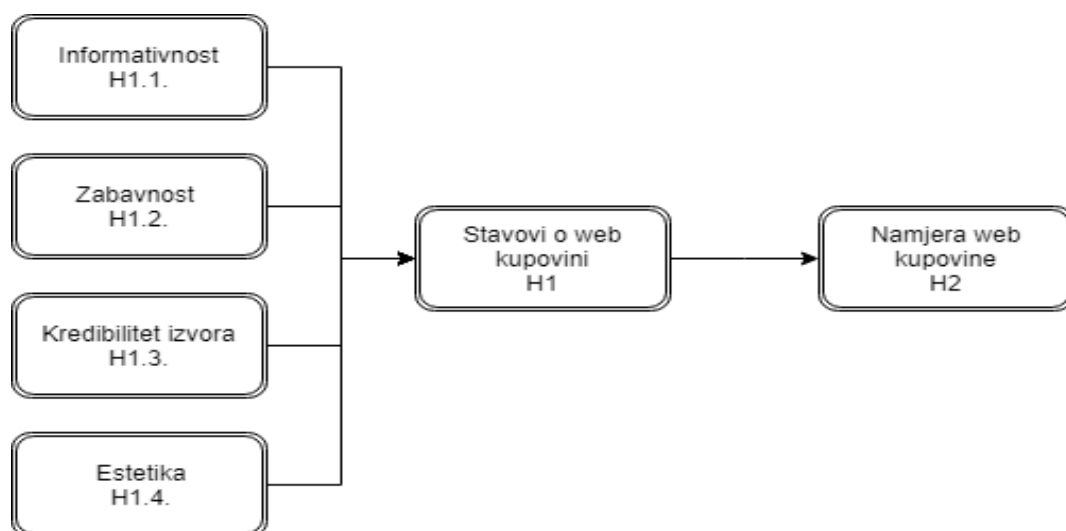 Informativnost
H1.1.
Zabavnost
H1.2.
Kredibilitet izvora
H1.3.
Estetika
H1.4.
Stavovi o web
kupovini
H1
Namjera web
kupovine
H2